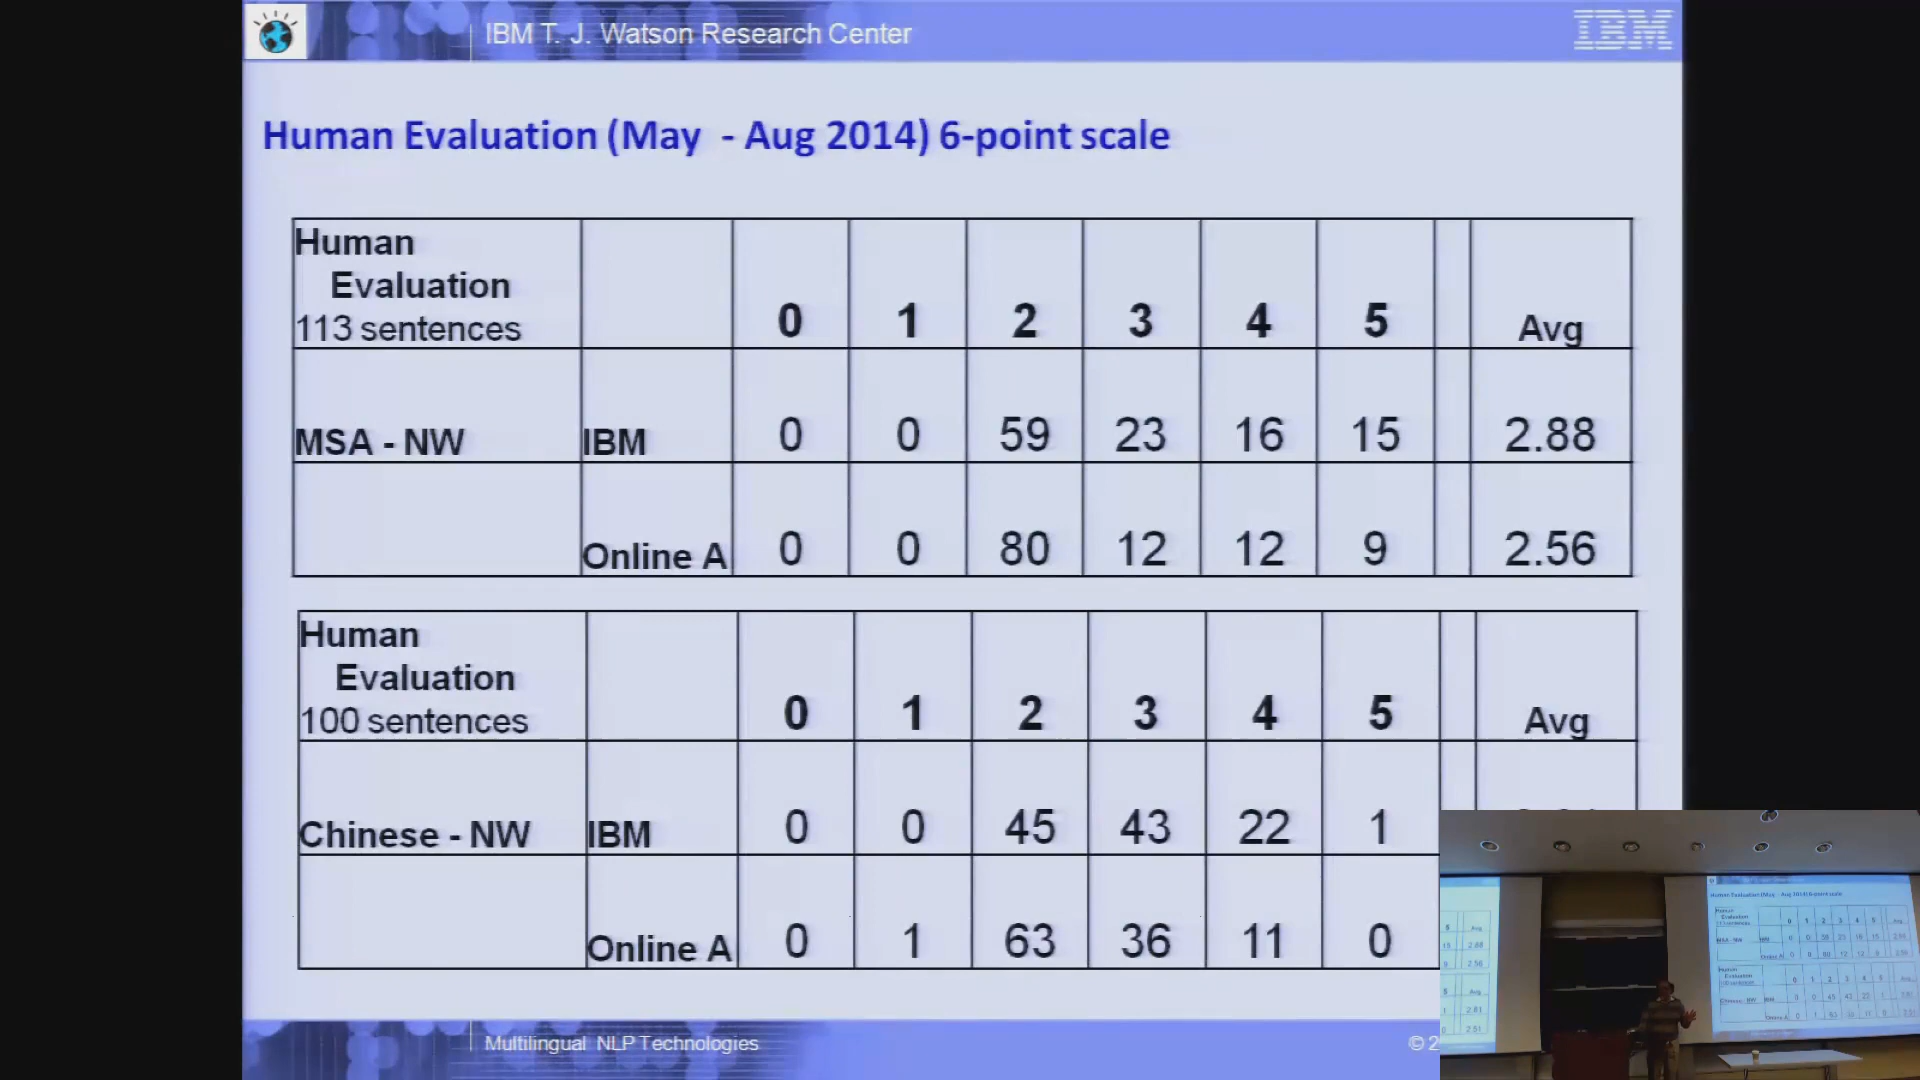 IBM T. J. Watson Research Center
IBM
Human Evaluation (May - Aug 2014) 6-point scale
Human
Evaluation
113 sentences 0 1 2 3 4 5 Avg
MSA - NW IBM 0 0 59 23 16 15 2.88
Online A 0 0 80 12 12 9 2.56
Human
Evaluation
100 sentences 0 1 2 3 4 5 Avg
Chinese - NW IBM 0 0 45 43 22 1
Online A 0 1 63 36 11 0
Multilingual NLP Technologies
© 2